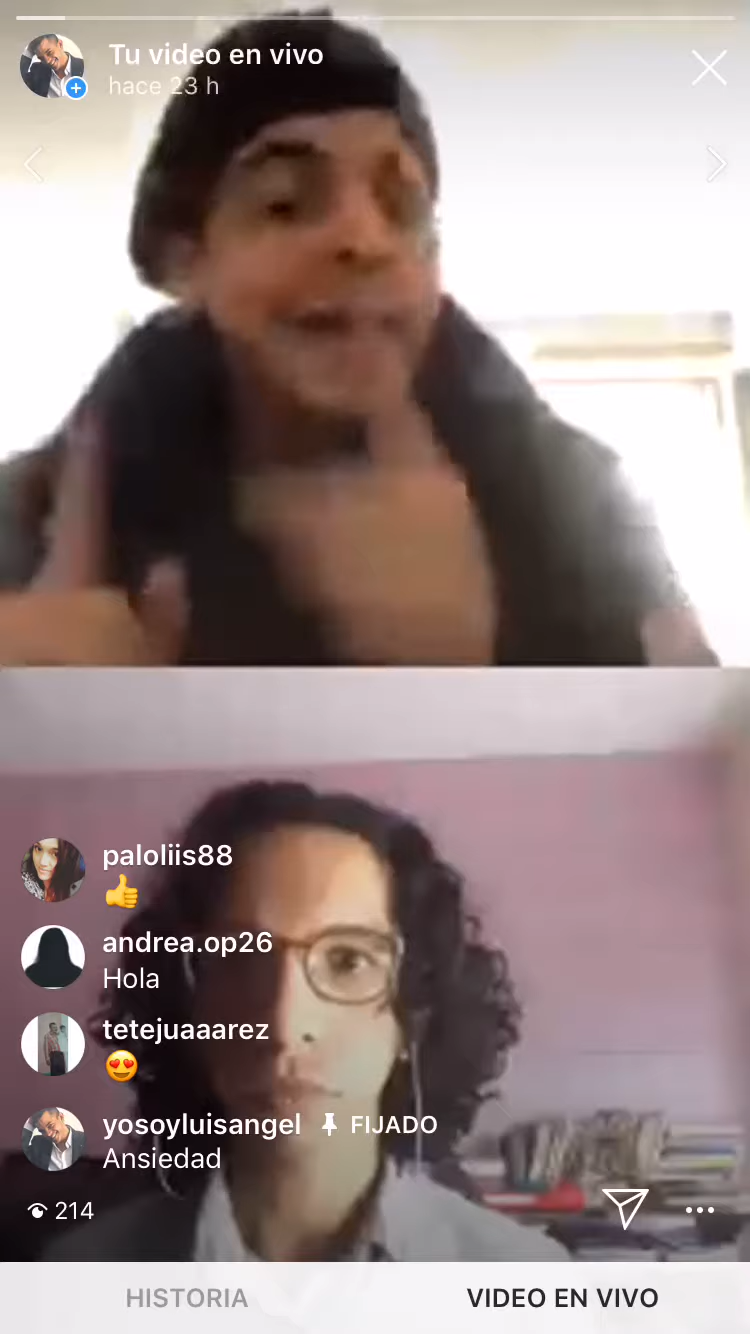 Tu video en vivo
hace 23 h
paloliis88
👍
andrea.op26
Hola
tetejuaaarez
😍
yosoyluisangel FIJADO
Ansiedad
214
HISTORIA
VIDEO EN VIVO